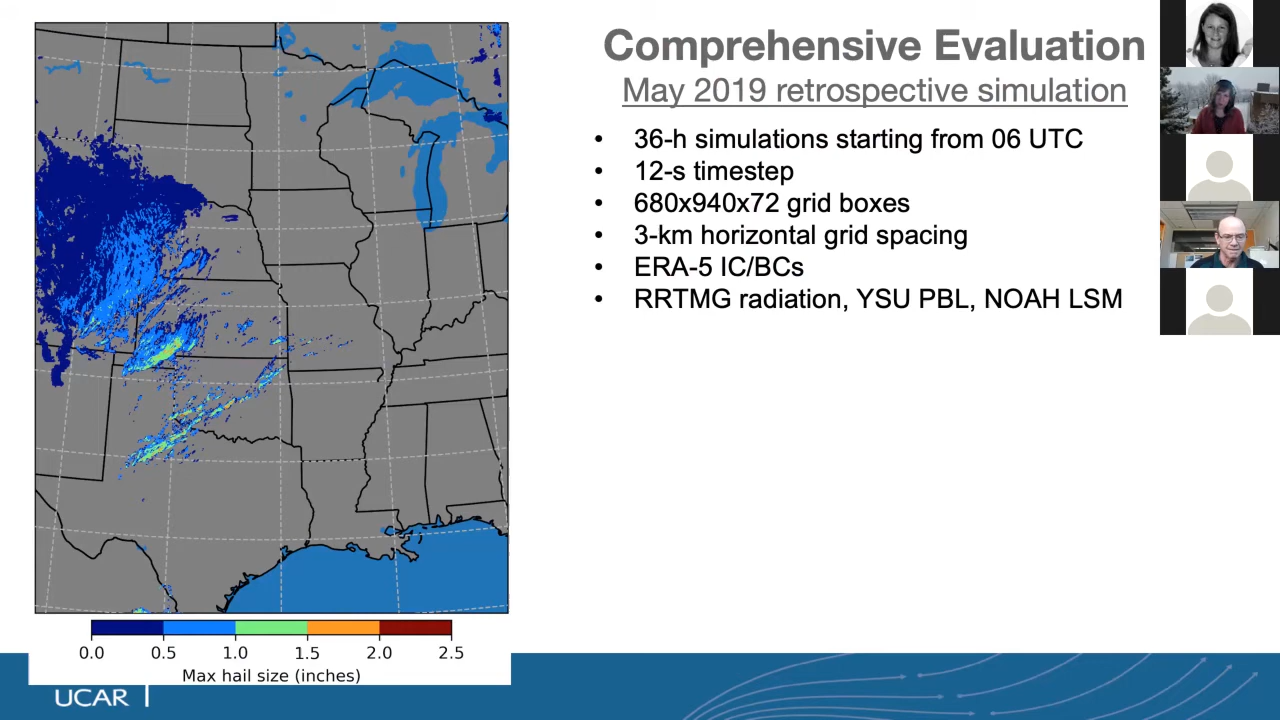 Comprehensive Evaluation
May 2019 retrospective simulation
• 36-h simulations starting from 06 UTC
• 12-s timestep
• 680x940x72 grid boxes
• 3-km horizontal grid spacing
• ERA-5 IC/BCs
• RRTMG radiation, YSU PBL, NOAH LSM
0.0 0.5 1.0 1.5 2.0 2.5
Max hail size (inches)
UCAR